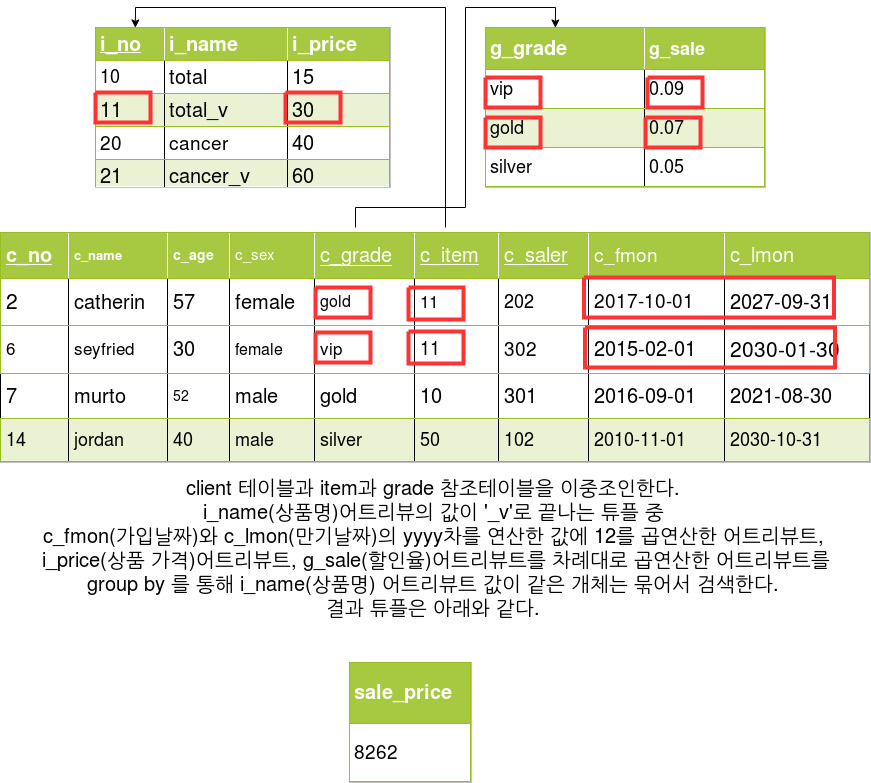 i_no i_name i_price
10 total 15
11 total_v 30
20 cancer 40
21 cancer_v 60
g_grade g_sale
vip 0.09
gold 0.07
silver 0.05
c_no c_name c_age c_sex c_grade c_item c_saler c_fmon c_lmon
2 catherin 57 female gold 11 202 2017-10-01 2027-09-31
6 seyfried 30 female vip 11 302 2015-02-01 2030-01-30
7 murto 52 male gold 10 301 2016-09-01 2021-08-30
14 jordan 40 male silver 50 102 2010-11-01 2030-10-31
client 테이블과 item과 grade 참조테이블을 이중조인한다.
i_name(상품명)어트리뷰의 값이 '_v'로 끝나는 튜플 중
c_fmon(가입날짜)와 c_lmon(만기날짜)의 yyyy차를 연산한 값에 12를 곱연산한 어트리뷰트,
i_price(상품 가격)어트리뷰트, g_sale(할인율)어트리뷰트를 차례대로 곱연산한 어트리뷰트를
group by 를 통해 i_name(상품명) 어트리뷰트 값이 같은 개체는 묶어서 검색한다.
결과 튜플은 아래와 같다.
sale_price
8262